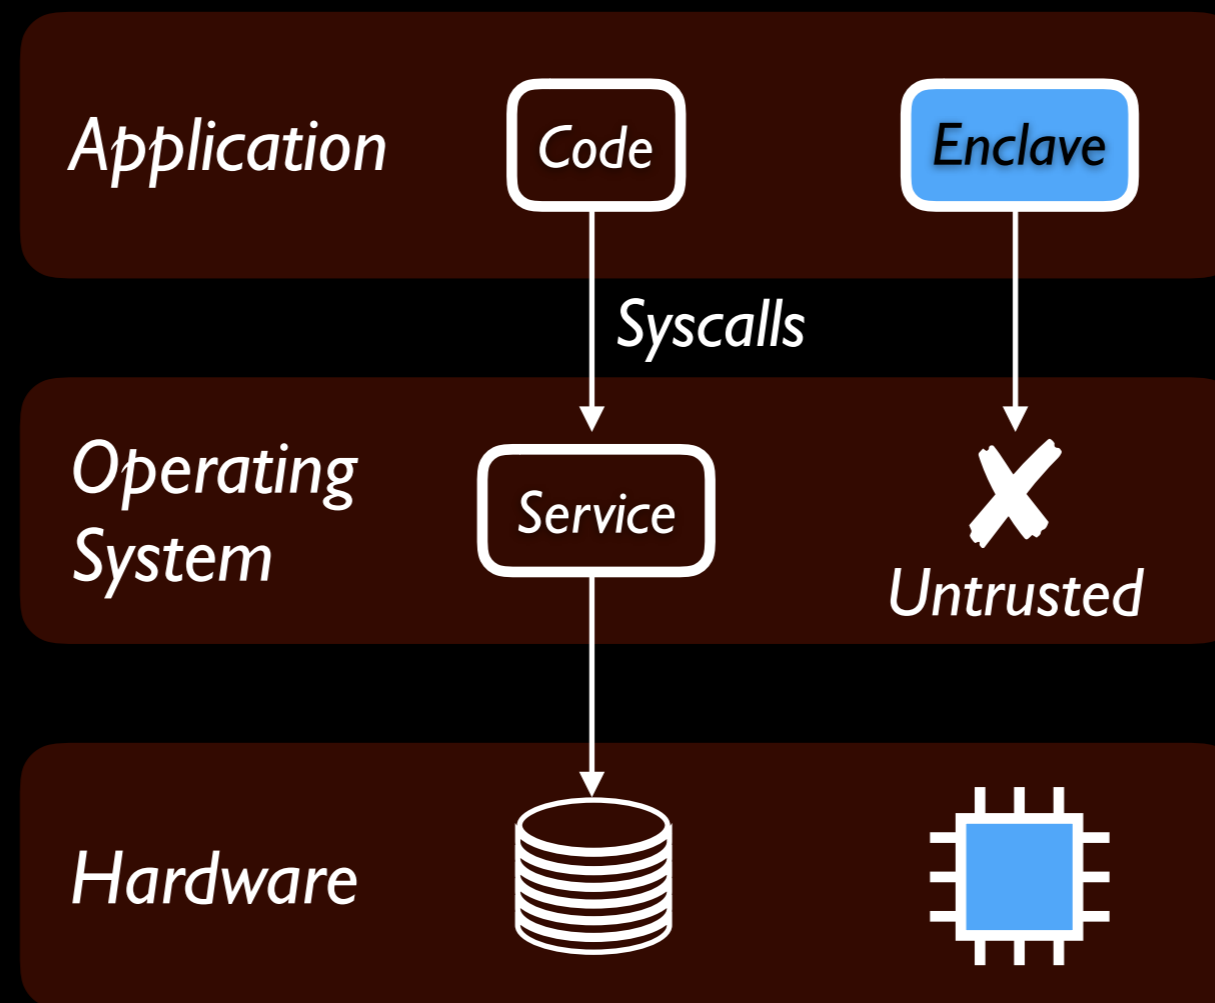 Application
Code
Enclave
Syscalls
Operating
System
Service
Untrusted
Hardware